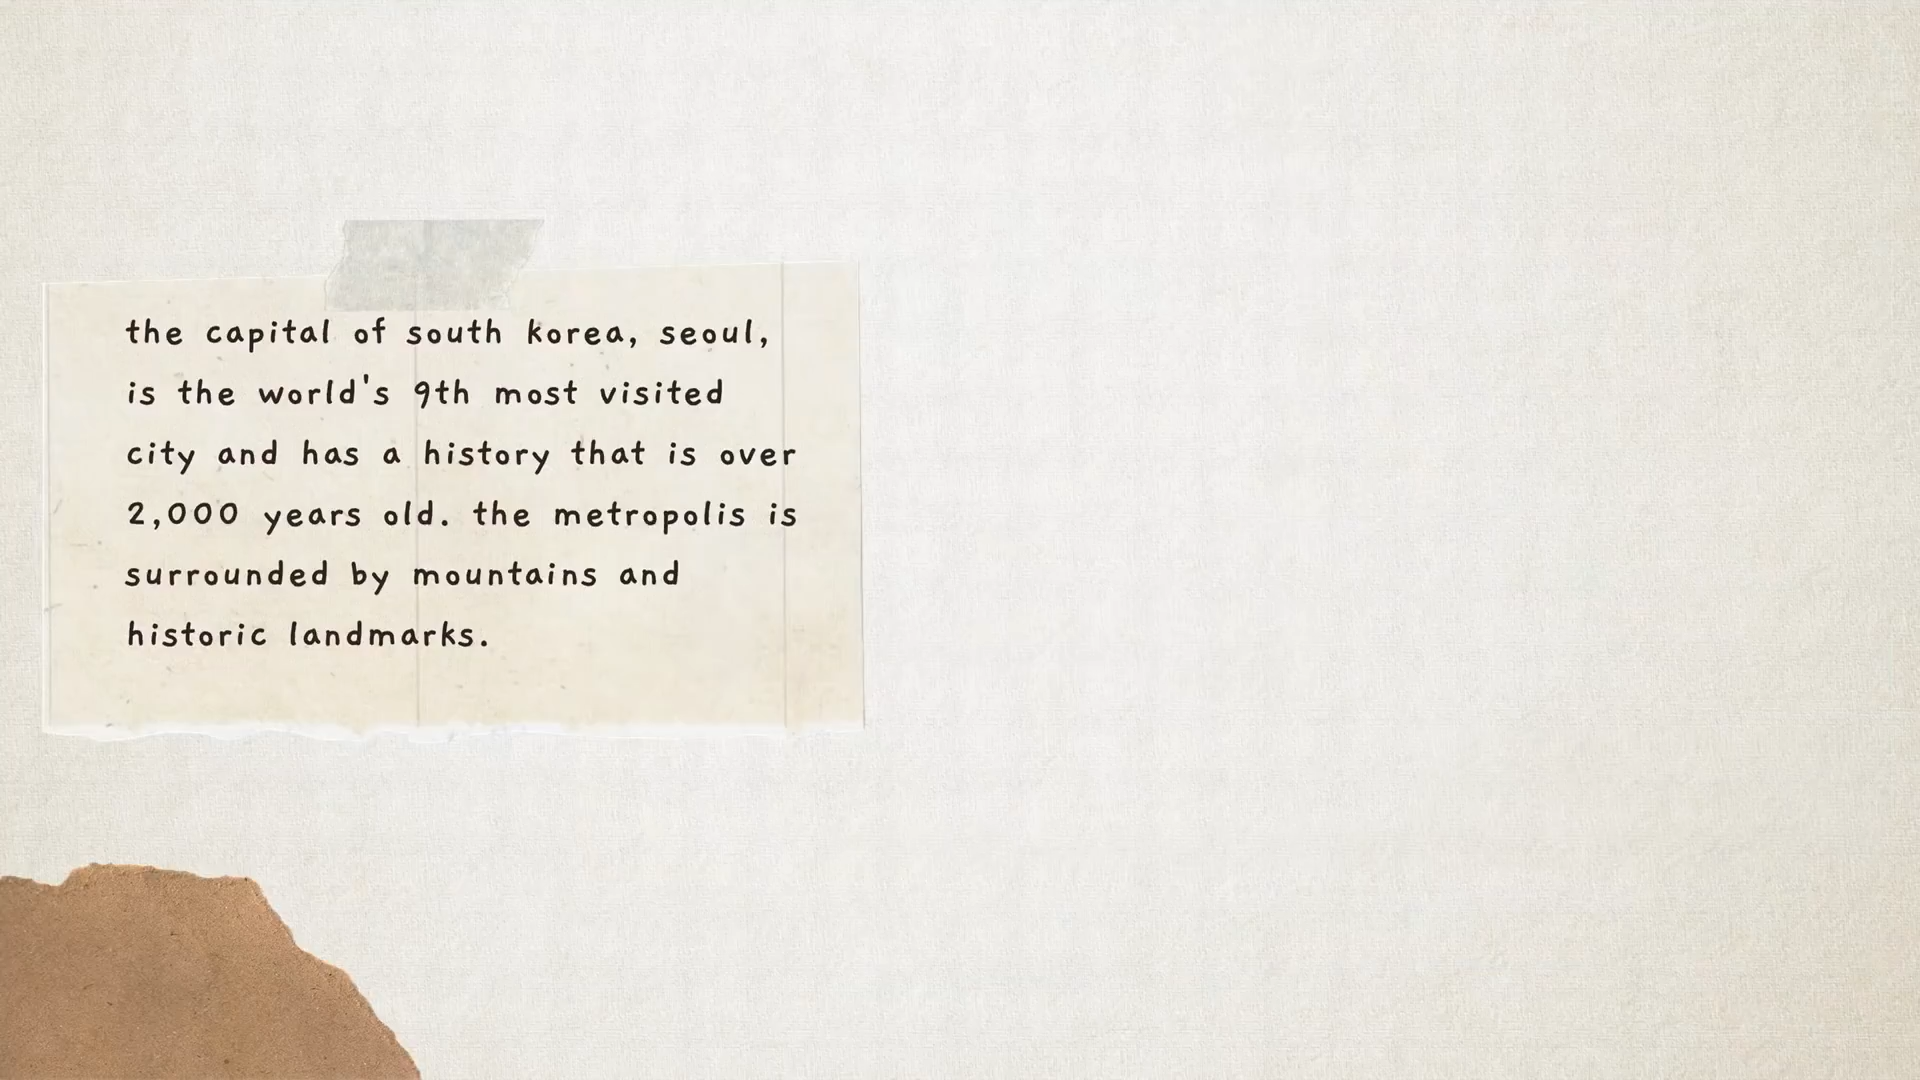 the capital of south korea, seoul,
is the world's 9th most visited
city and has a history that is over
2,000 years old. the metropolis is
surrounded by mountains and
historic landmarks.